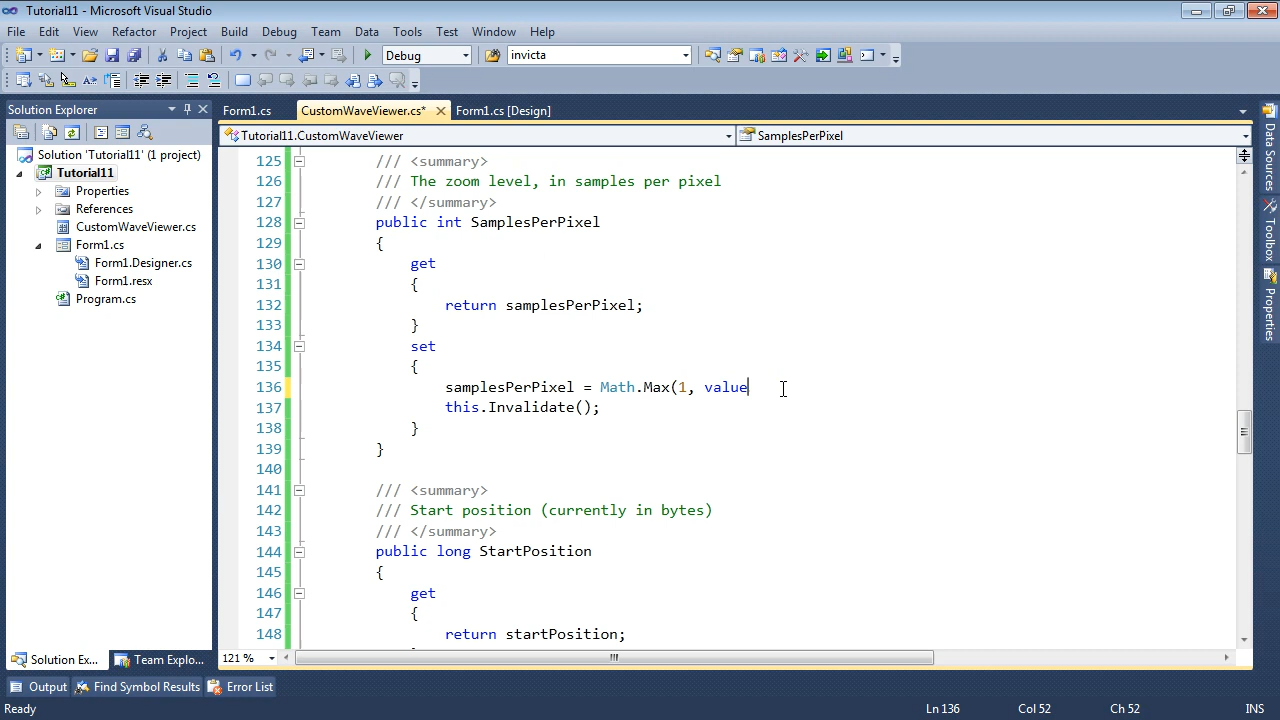 Tutorial11 - Microsoft Visual Studio
File Edit View Refactor Project Build Debug Team Data Tools Test Window Help
Debug invicta
Solution Explorer
Form1.cs CustomWaveViewer.cs* Form1.cs [Design]
Tutorial11.CustomWaveViewer SamplesPerPixel
Solution 'Tutorial11' (1 project)
Tutorial11
Properties
References
CustomWaveViewer.cs
Form1.cs
Form1.Designer.cs
Form1.resx
Program.cs
125 /// <summary>
126 /// The zoom level, in samples per pixel
127 /// </summary>
128 public int SamplesPerPixel
129 {
130 get
131 {
132 return samplesPerPixel;
133 }
134 set
135 {
136 samplesPerPixel = Math.Max(1, value
137 this.Invalidate();
138 }
139 }
140
141 /// <summary>
142 /// Start position (currently in bytes)
143 /// </summary>
144 public long StartPosition
145 {
146 get
147 {
148 return startPosition;
Data Sources
Toolbox
Properties
121 %
Solution Ex... Team Explo...
Output Find Symbol Results Error List
Ready Ln 136 Col 52 Ch 52 INS